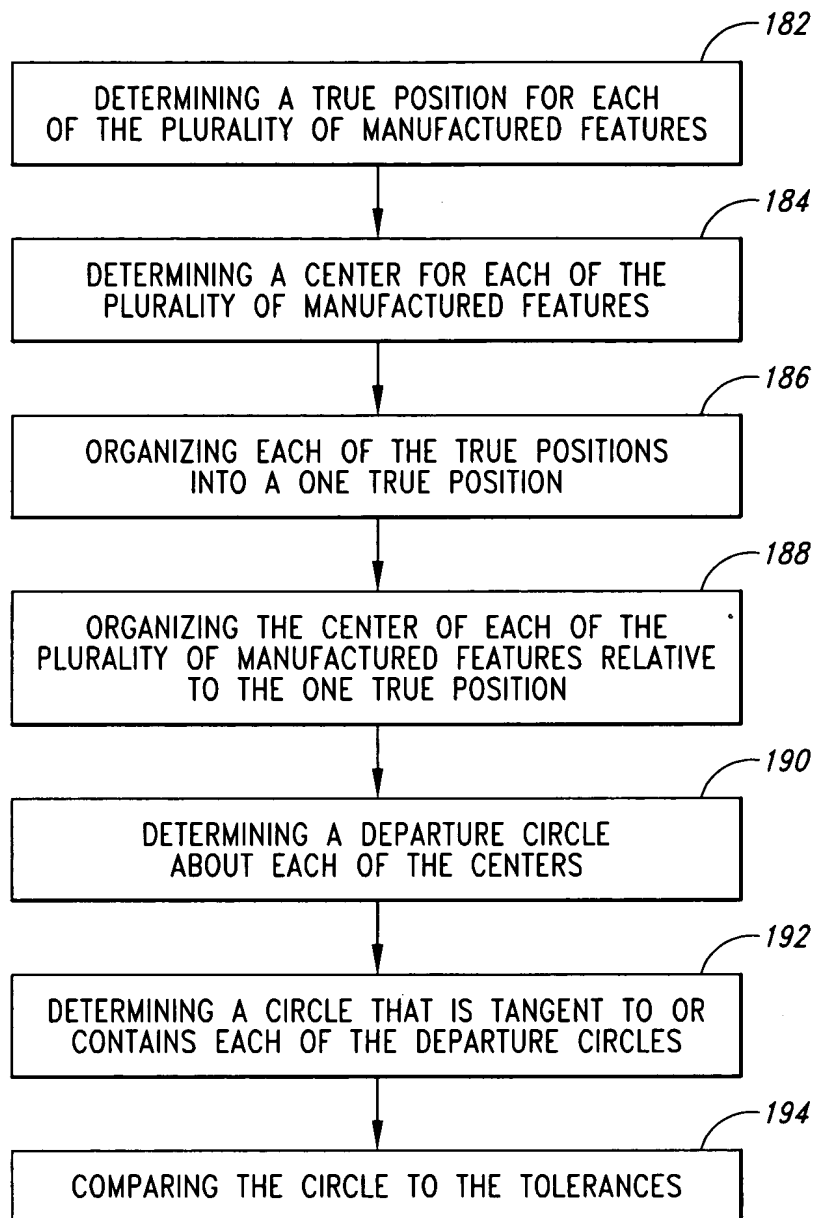 182
DETERMINING A TRUE POSITION FOR EACH
OF THE PLURALITY OF MANUFACTURED FEATURES
184
DETERMINING A CENTER FOR EACH OF THE
PLURALITY OF MANUFACTURED FEATURES
186
ORGANIZING EACH OF THE TRUE POSITIONS
INTO A ONE TRUE POSITION
188
ORGANIZING THE CENTER OF EACH OF THE
PLURALITY OF MANUFACTURED FEATURES RELATIVE
TO THE ONE TRUE POSITION
190
DETERMINING A DEPARTURE CIRCLE
ABOUT EACH OF THE CENTERS
192
DETERMINING A CIRCLE THAT IS TANGENT TO OR
CONTAINS EACH OF THE DEPARTURE CIRCLES
194
COMPARING THE CIRCLE TO THE TOLERANCES